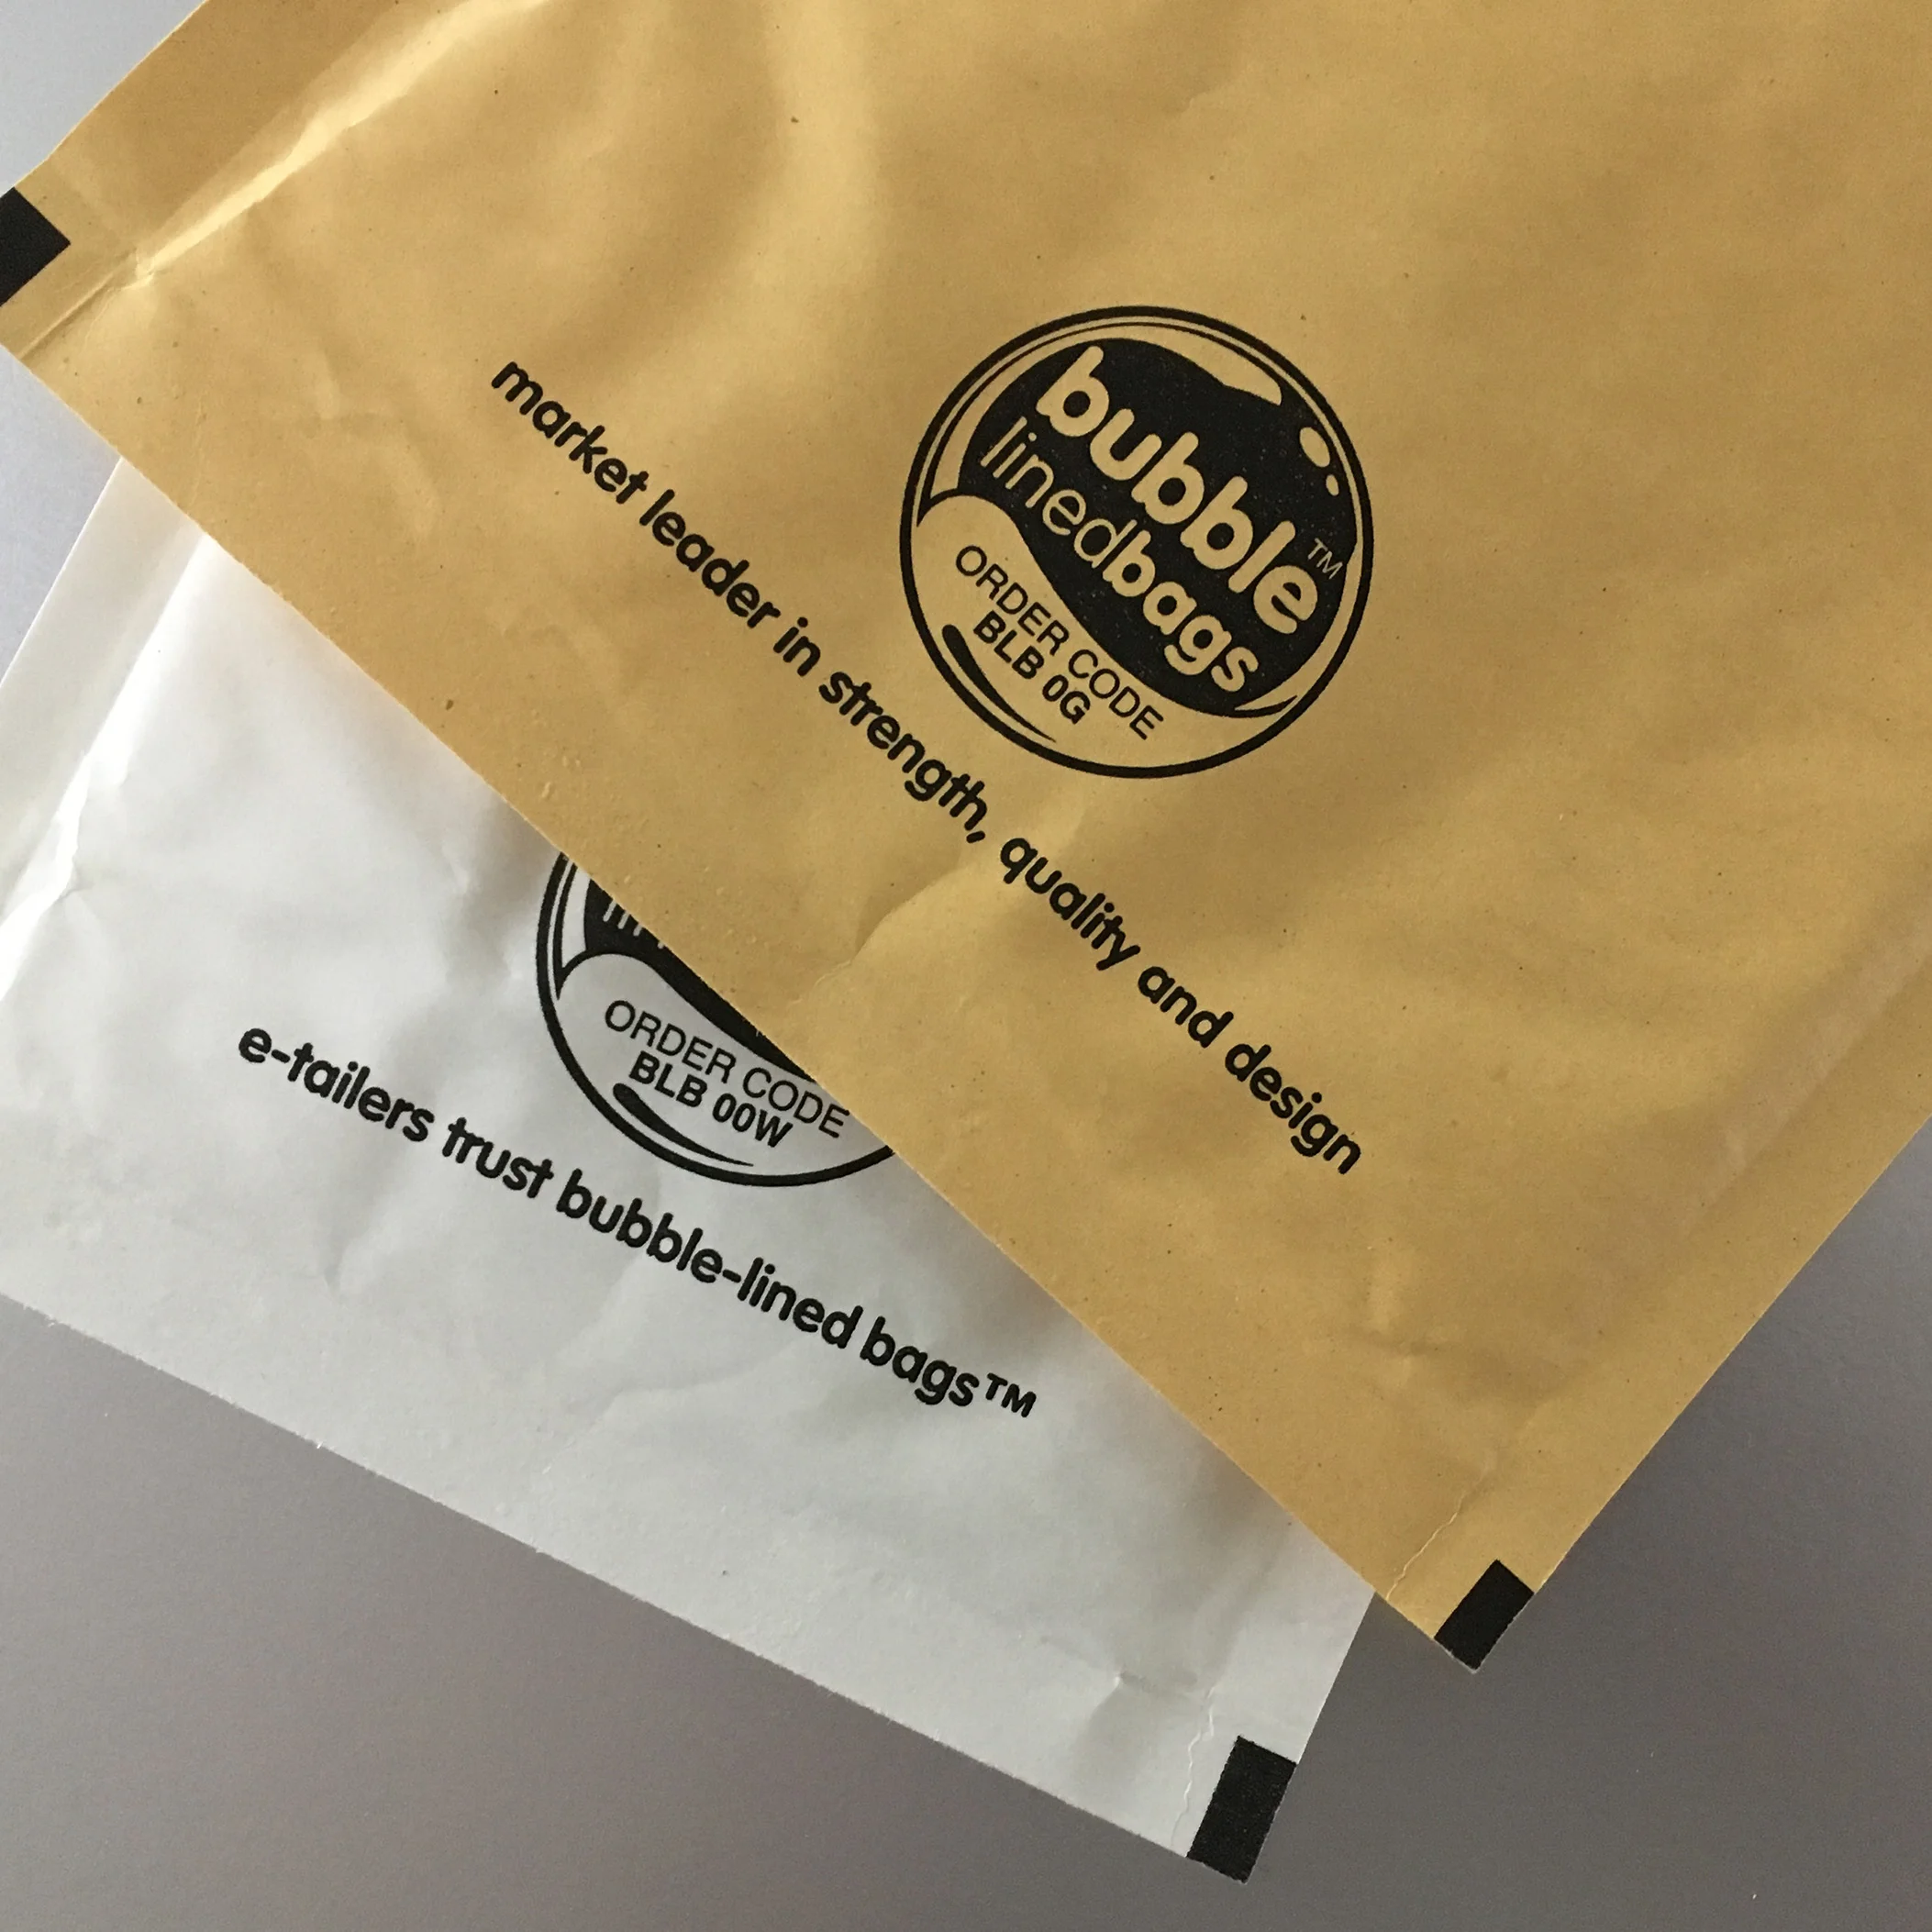 bubble™
linedbags
ORDER CODE
BLB 0G
market leader in strength, quality and design
ORDER CODE
BLB 00W
e-tailers trust bubble-lined bags™